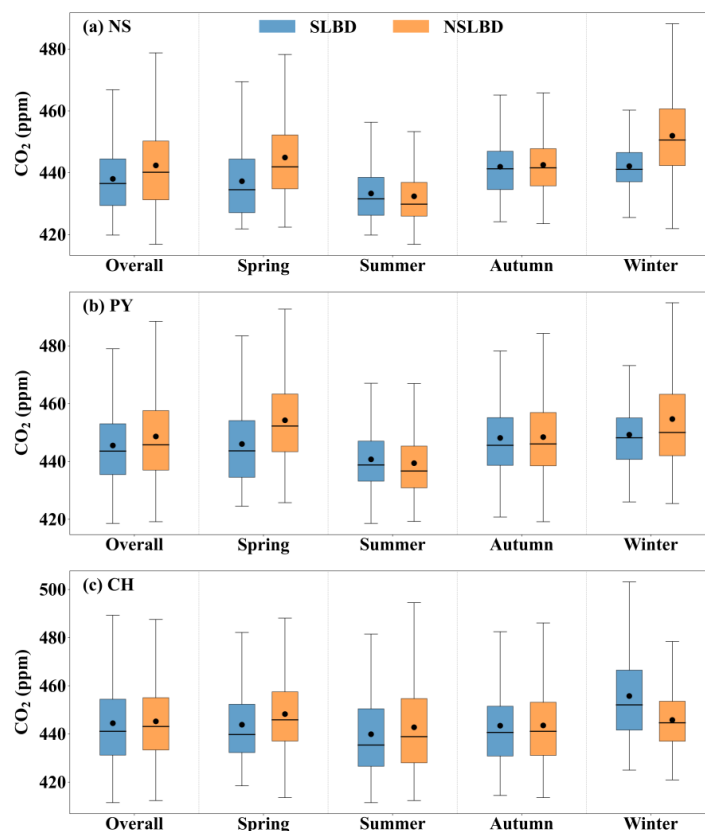 (a) NS
SLBD
NSLBD
CO₂ (ppm)
480
460
440
420
Overall Spring Summer Autumn Winter
(b) PY
CO₂ (ppm)
480
460
440
420
Overall Spring Summer Autumn Winter
(c) CH
CO₂ (ppm)
500
480
460
440
420
Overall Spring Summer Autumn Winter